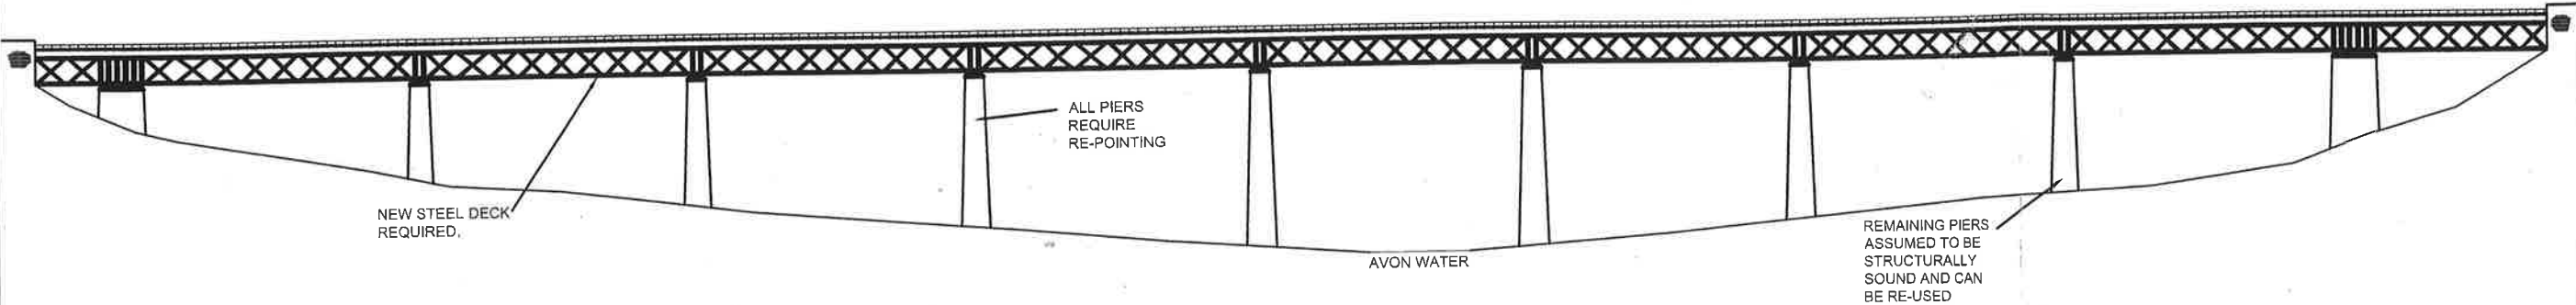 ALL PIERS
REQUIRE
RE-POINTING
NEW STEEL DECK
REQUIRED.
AVON WATER
REMAINING PIERS
ASSUMED TO BE
STRUCTURALLY
SOUND AND CAN
BE RE-USED